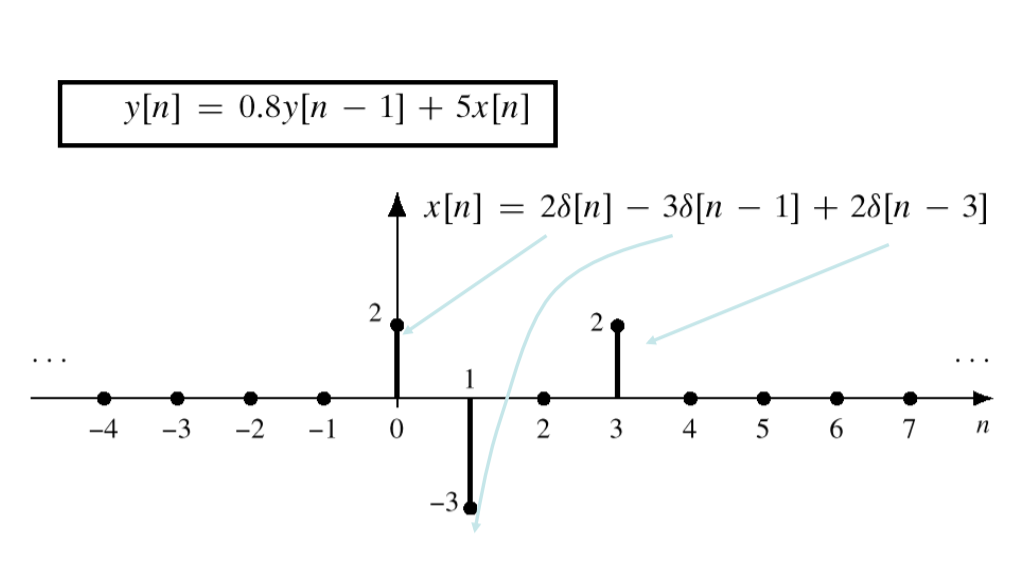 y[n] = 0.8y[n − 1] + 5x[n]
x[n] = 2δ[n] − 3δ[n − 1] + 2δ[n − 3]
2
2
. . .
. . .
1
−4 −3 −2 −1 0 2 3 4 5 6 7 n
−3